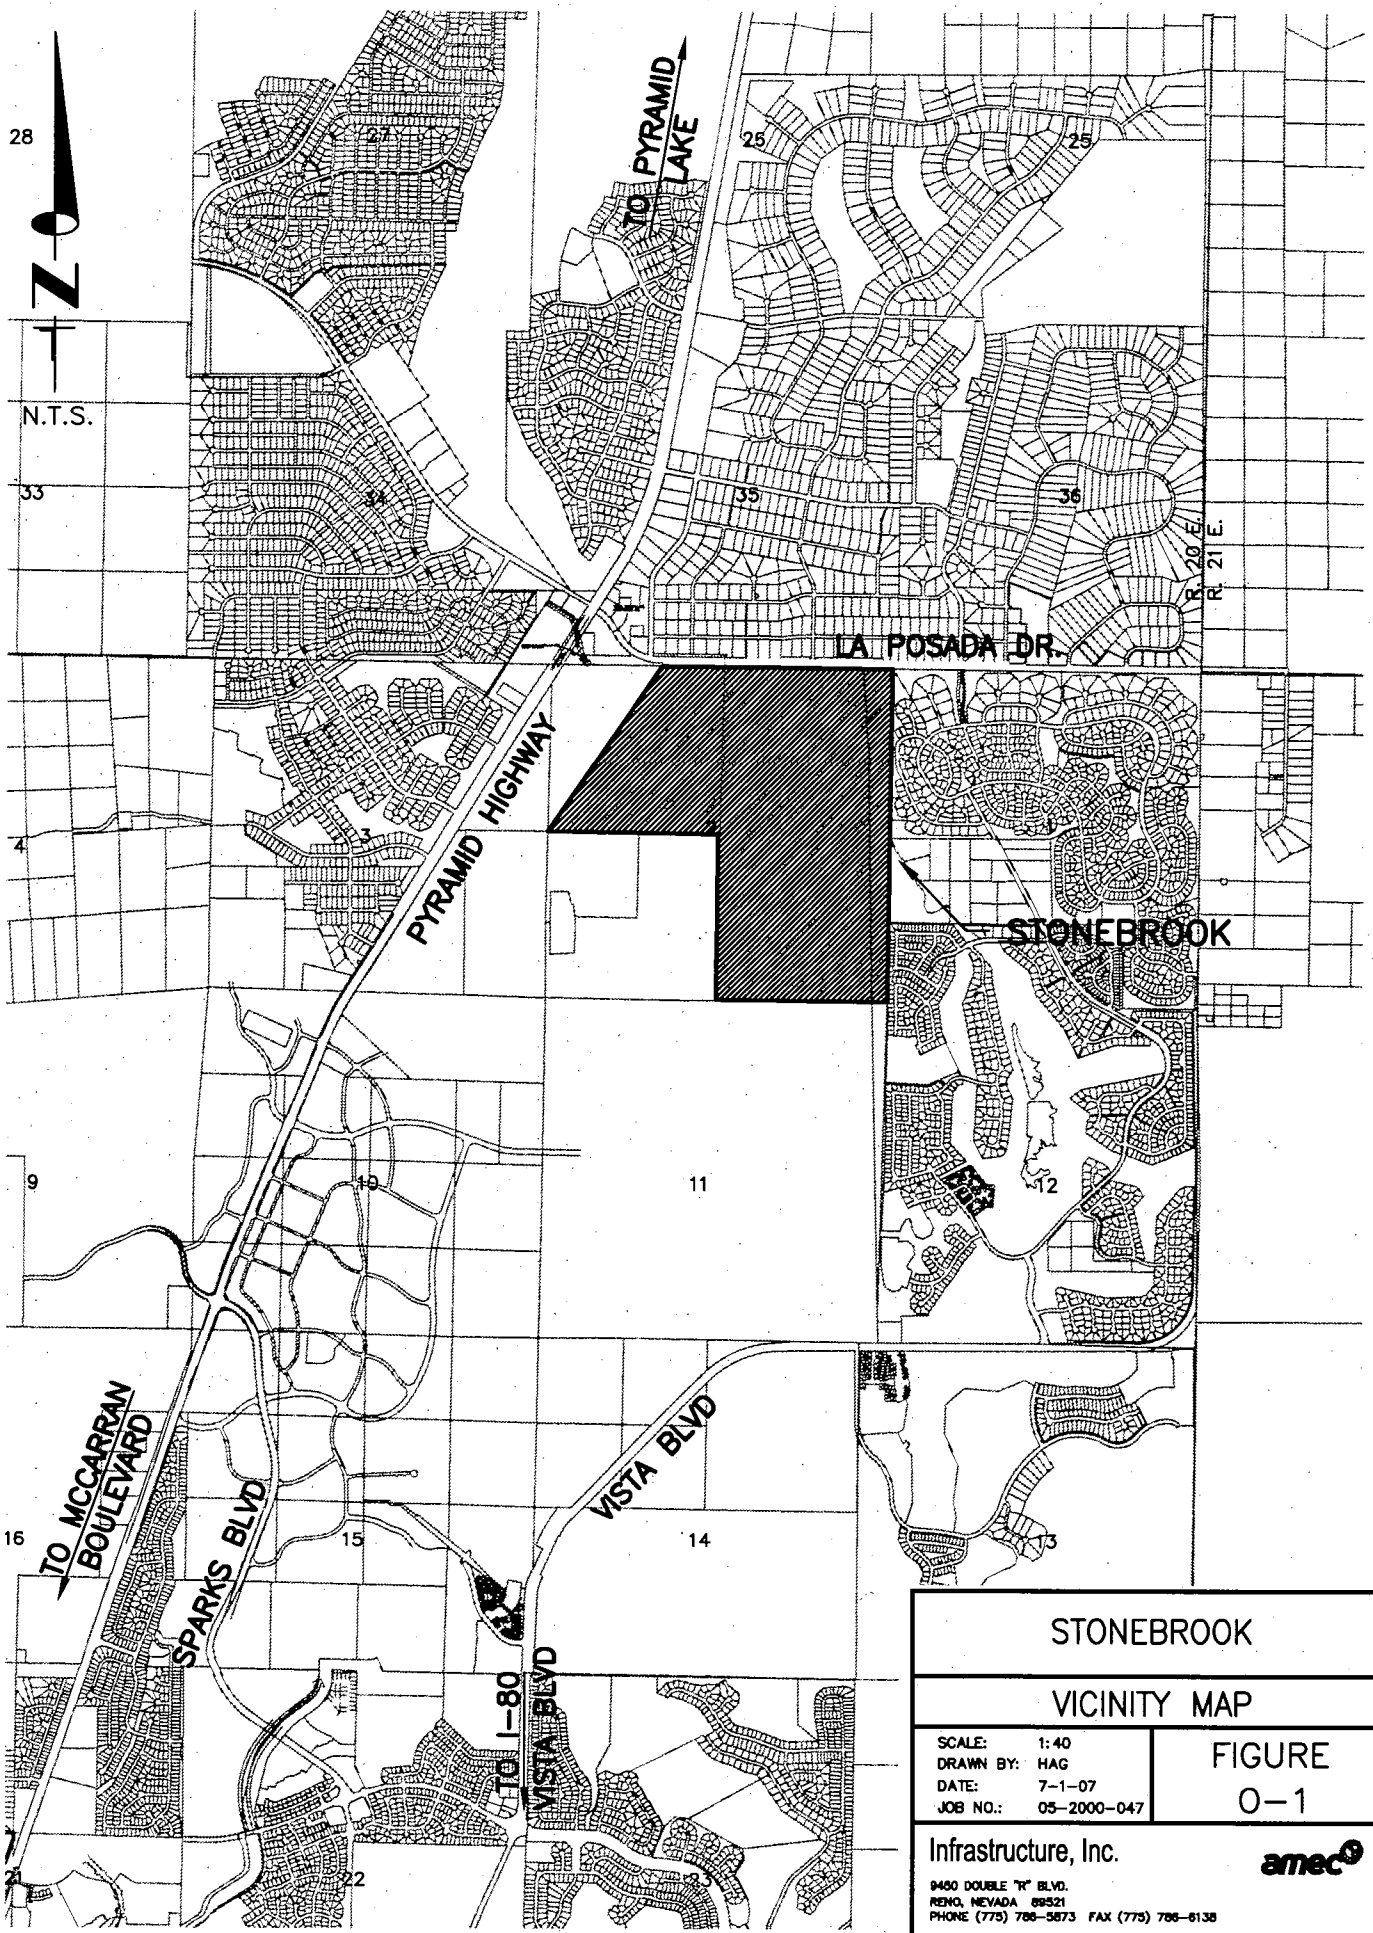 28
27
TO PYRAMID
LAKE
25
25
N
N.T.S.
33
34
35
36
R. 20 E.
R. 21 E.
LA POSADA DR.
PYRAMID HIGHWAY
4
3
1
STONEBROOK
9
10
11
12
TO MCCARRAN
BOULEVARD
SPARKS BLVD
VISTA BLVD
16
15
14
13
TO I-80
VISTA BLVD
21
22
23
STONEBROOK
VICINITY MAP
SCALE: 1:40
DRAWN BY: HAG
DATE: 7-1-07
JOB NO.: 05-2000-047
FIGURE
0-1
Infrastructure, Inc.
amec
9460 DOUBLE "R" BLVD.
RENO, NEVADA 89521
PHONE (775) 786-5873 FAX (775) 786-6138